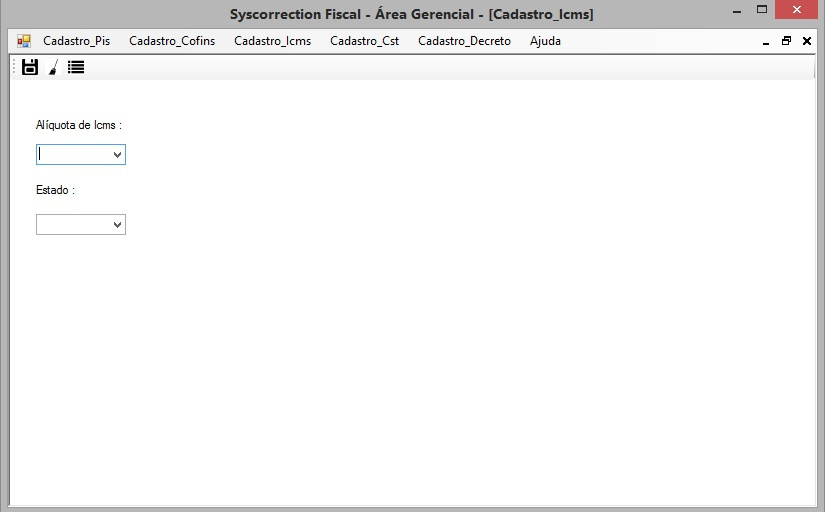 Syscorrection Fiscal - Área Gerencial - [Cadastro_Icms]
Cadastro_Pis Cadastro_Cofins Cadastro_Icms Cadastro_Cst Cadastro_Decreto Ajuda
Alíquota de Icms :
Estado :